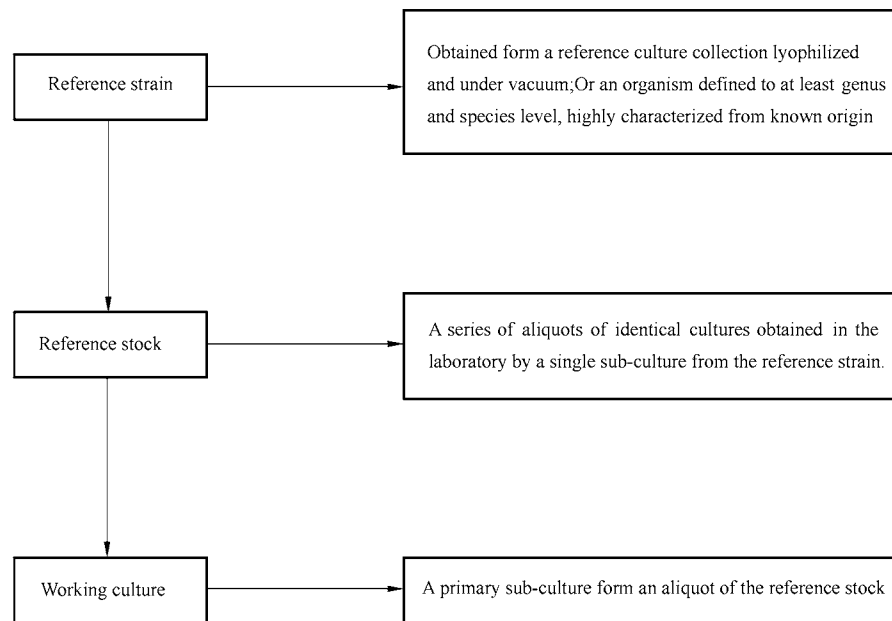 Reference strain
Obtained form a reference culture collection lyophilized
and under vacuum;Or an organism defined to at least genus
and species level, highly characterized from known origin
Reference stock
A series of aliquots of identical cultures obtained in the
laboratory by a single sub-culture from the reference strain.
Working culture
A primary sub-culture form an aliquot of the reference stock